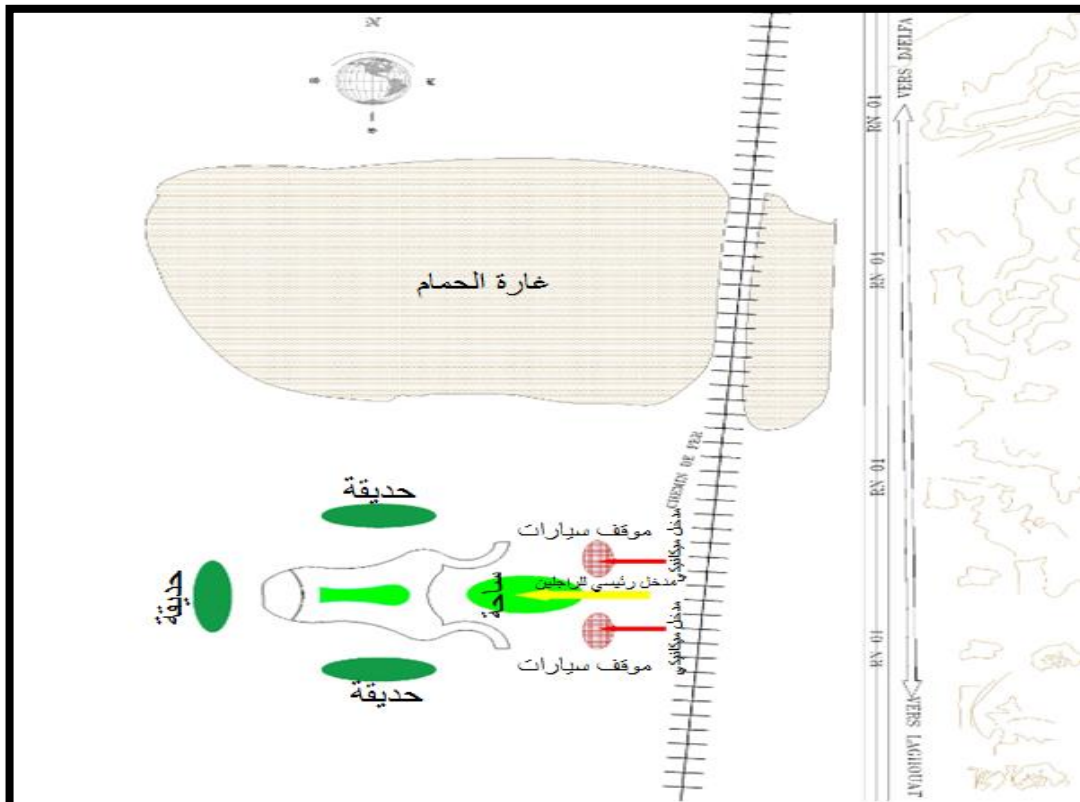 VERS DJELFA
RN 01
غارة الحمام
RN 01
CHEMIN DE FER
RN 01
حديقة
موقف سيارات
مدخل ميكانيكي
حديقة
ساحة
مدخل رئيسي للراجلين
مدخل ميكانيكي
موقف سيارات
RN 01
حديقة
VERS LAGHOUAT